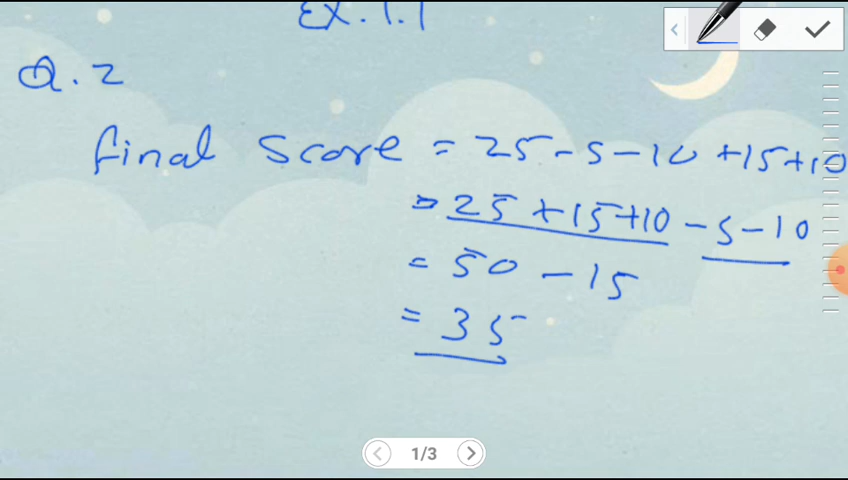 Ex. 1.1
Q. 2
final score = 25 - 5 - 10 + 15 + 10
= 25 + 15 + 10 - 5 - 10
= 50 - 15
= 35
1/3